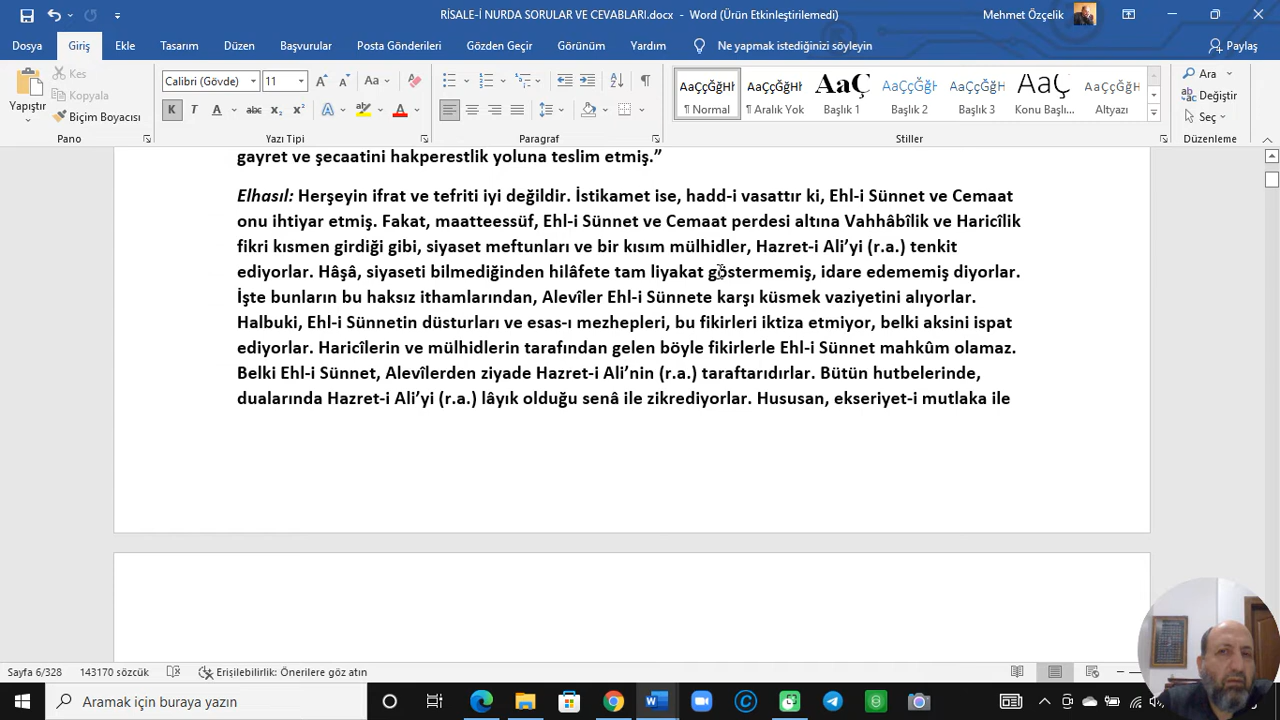 RİSALE-İ NURDA SORULAR VE CEVABLARI.docx - Word (Ürün Etkinleştirilemedi)
Mehmet Özçelik
Dosya Giriş Ekle Tasarım Düzen Başvurular Posta Gönderileri Gözden Geçir Görünüm Yardım Ne yapmak istediğinizi söyleyin Paylaş
Yapıştır
Kes
Kopyala
Biçim Boyacısı
Pano
Calibri (Gövde) 11
K T A abc x₂ x²
Yazı Tipi
Paragraf
AaÇçĞğHł AaÇçĞğHł AaÇ AaÇçĞğHł AaÇçĞğHł AaÇçĞğH AaÇçĞğHł
¶ Normal ¶ Aralık Yok Başlık 1 Başlık 2 Başlık 3 Konu Başlı... Altyazı
Stiller
Ara
Değiştir
Seç
Düzenleme
gayret ve şecaatini hakperestlik yoluna teslim etmiş.”
Elhasıl: Herşeyin ifrat ve tefriti iyi değildir. İstikamet ise, hadd-i vasattır ki, Ehl-i Sünnet ve Cemaat
onu ihtiyar etmiş. Fakat, maatteessüf, Ehl-i Sünnet ve Cemaat perdesi altına Vahhâbîlik ve Haricîlik
fikri kısmen girdiği gibi, siyaset meftunları ve bir kısım mülhidler, Hazret-i Ali’yi (r.a.) tenkit
ediyorlar. Hâşâ, siyaseti bilmediğinden hilâfete tam liyakat göstermemiş, idare edememiş diyorlar.
İşte bunların bu haksız ithamlarından, Alevîler Ehl-i Sünnete karşı küsmek vaziyetini alıyorlar.
Halbuki, Ehl-i Sünnetin düsturları ve esas-ı mezhepleri, bu fikirleri iktiza etmiyor, belki aksini ispat
ediyorlar. Haricîlerin ve mülhidlerin tarafından gelen böyle fikirlerle Ehl-i Sünnet mahkûm olamaz.
Belki Ehl-i Sünnet, Alevîlerden ziyade Hazret-i Ali’nin (r.a.) taraftarıdırlar. Bütün hutbelerinde,
dualarında Hazret-i Ali’yi (r.a.) lâyık olduğu senâ ile zikrediyorlar. Hususan, ekseriyet-i mutlaka ile
Sayfa 6/328 143170 sözcük Erişilebilirlik: Önerilere göz atın
Aramak için buraya yazın